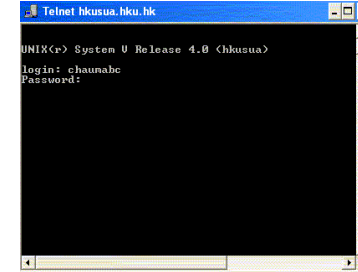 Telnet hkusua.hku.hk
UNIX(r) System V Release 4.0 (hkusua)
login: chaumabc
Password: